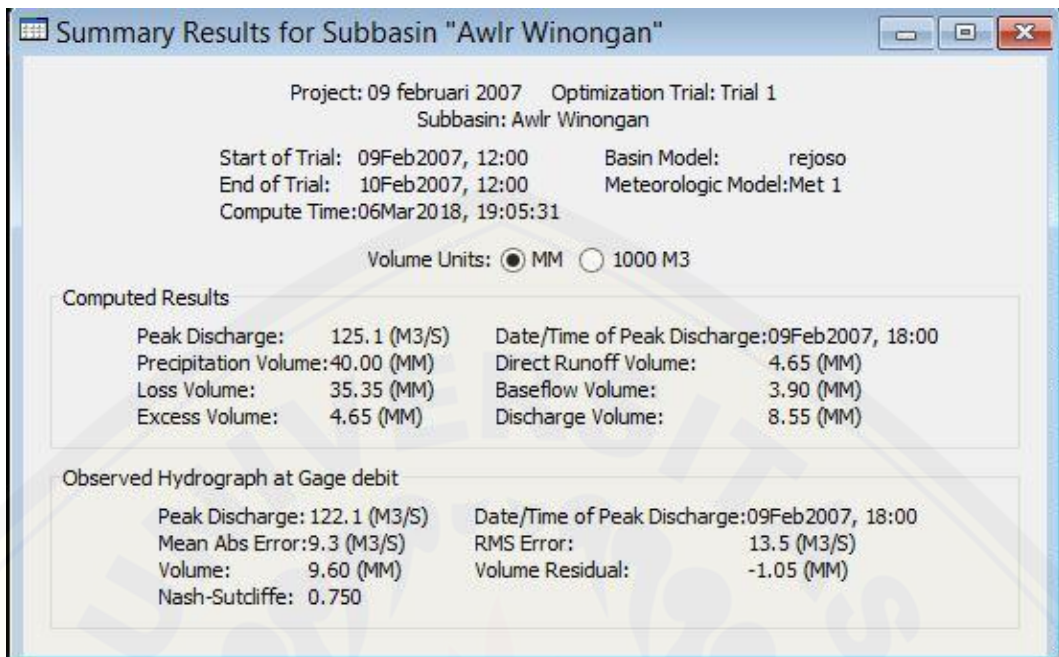 Summary Results for Subbasin "Awlr Winongan"
Project: 09 februari 2007 Optimization Trial: Trial 1
Subbasin: Awlr Winongan
Start of Trial: 09Feb2007, 12:00 Basin Model: rejoso
End of Trial: 10Feb2007, 12:00 Meteorologic Model:Met 1
Compute Time:06Mar2018, 19:05:31
Volume Units: MM 1000 M3
Computed Results
Peak Discharge: 125.1 (M3/S) Date/Time of Peak Discharge:09Feb2007, 18:00
Precipitation Volume:40.00 (MM) Direct Runoff Volume: 4.65 (MM)
Loss Volume: 35.35 (MM) Baseflow Volume: 3.90 (MM)
Excess Volume: 4.65 (MM) Discharge Volume: 8.55 (MM)
Observed Hydrograph at Gage debit
Peak Discharge: 122.1 (M3/S) Date/Time of Peak Discharge:09Feb2007, 18:00
Mean Abs Error:9.3 (M3/S) RMS Error: 13.5 (M3/S)
Volume: 9.60 (MM) Volume Residual: -1.05 (MM)
Nash-Sutcliffe: 0.750
UNIVERSITAS